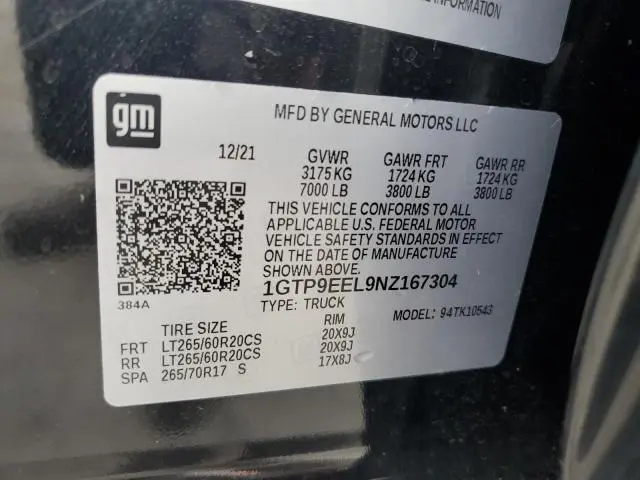 INFORMATION
gm
MFD BY GENERAL MOTORS LLC
12/21 GVWR GAWR FRT GAWR RR
3175 KG 1724 KG 1724 KG
7000 LB 3800 LB 3800 LB
THIS VEHICLE CONFORMS TO ALL
APPLICABLE U.S. FEDERAL MOTOR
VEHICLE SAFETY STANDARDS IN EFFECT
ON THE DATE OF MANUFACTURE
SHOWN ABOVE.
1GTP9EEL9NZ167304
384A
TYPE: TRUCK MODEL: 94TK10543
TIRE SIZE RIM
FRT LT265/60R20CS 20X9J
RR LT265/60R20CS 20X9J
SPA 265/70R17 S 17X8J